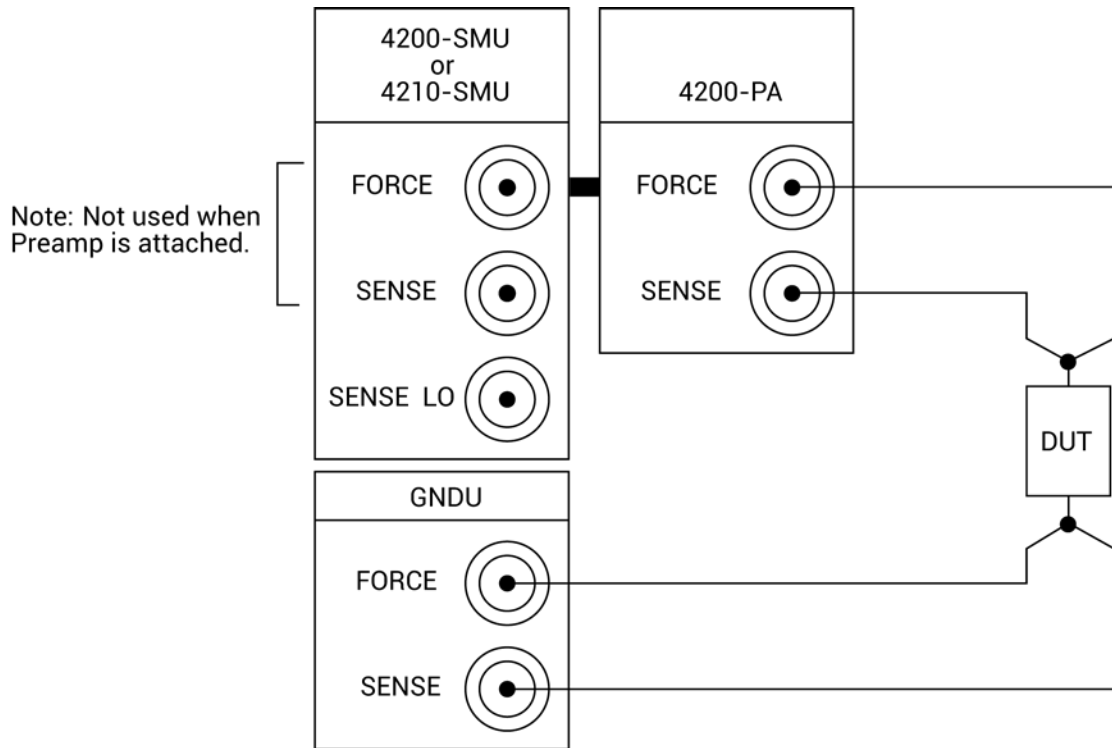 4200-SMU
or
4210-SMU
4200-PA
FORCE
FORCE
Note: Not used when
Preamp is attached.
SENSE
SENSE
SENSE LO
DUT
GNDU
FORCE
SENSE